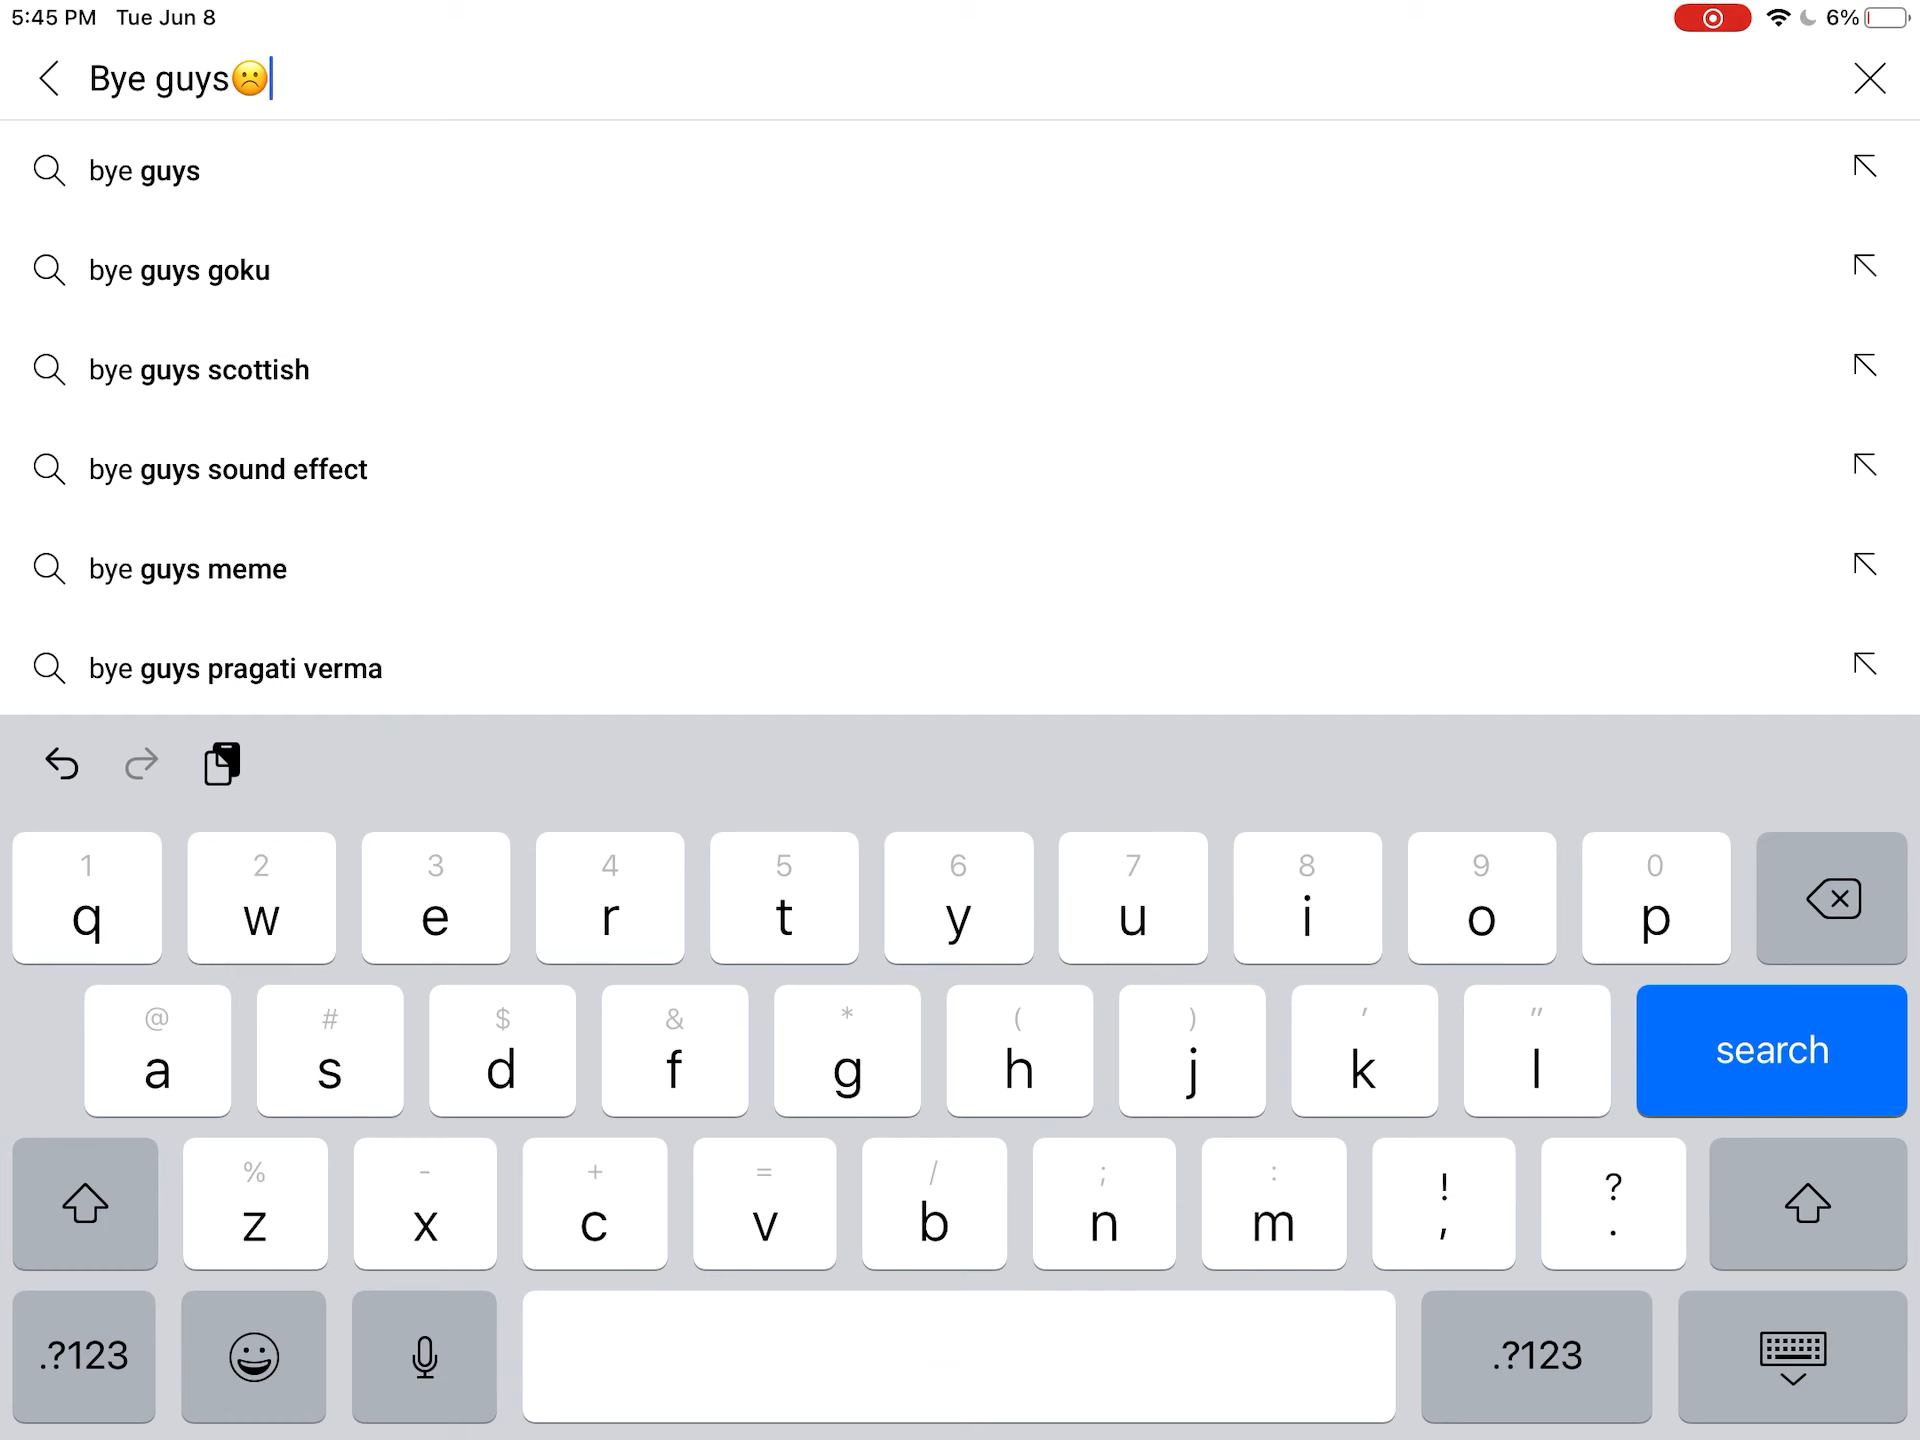 5:45 PM Tue Jun 8 6%
Bye guys☹️
bye guys
bye guys goku
bye guys scottish
bye guys sound effect
bye guys meme
bye guys pragati verma
1 2 3 4 5 6 7 8 9 0
q w e r t y u i o p
@ # $ & * ( ) ' "
a s d f g h j k l search
% - + = / ; : ! ?
z x c v b n m , .
.?123 .?123